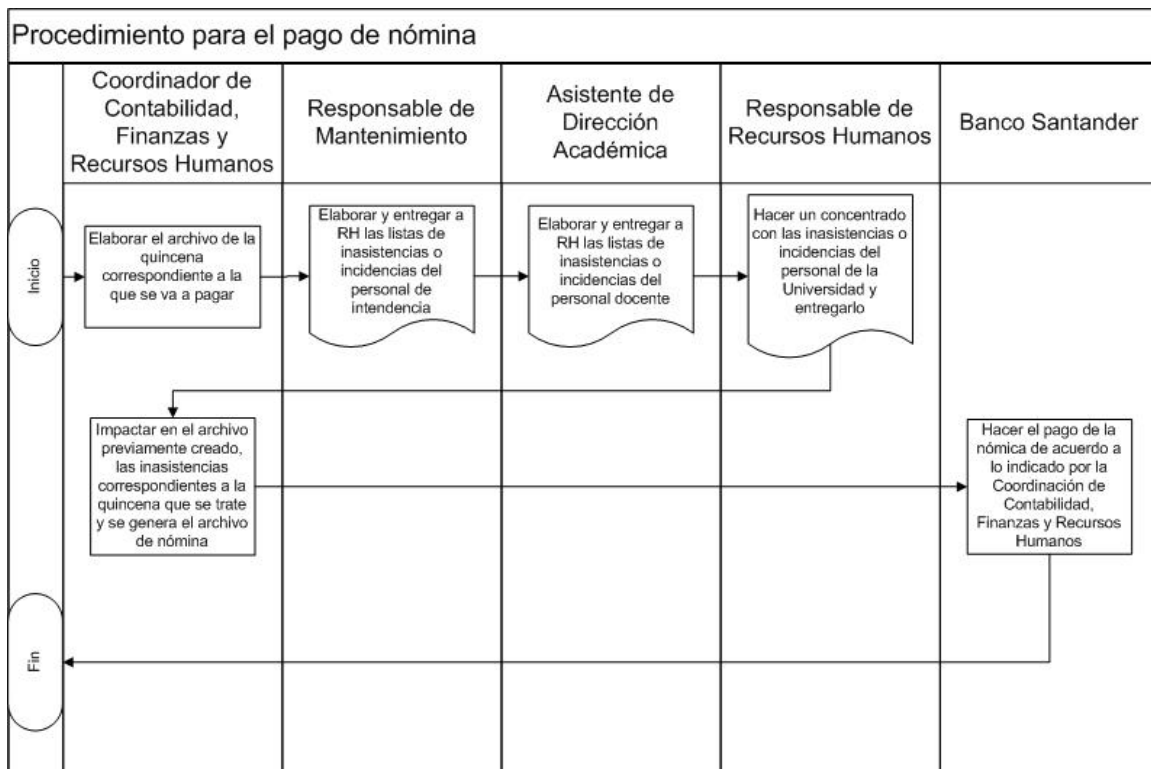 Procedimiento para el pago de nómina
Coordinador de
Contabilidad,
Finanzas y
Recursos Humanos
Responsable de
Mantenimiento
Asistente de
Dirección
Académica
Responsable de
Recursos Humanos
Banco Santander
Inicio
Elaborar el archivo de la
quincena
correspondiente a la
que se va a pagar
Elaborar y entregar a
RH las listas de
inasistencias o
incidencias del
personal de
intendencia
Elaborar y entregar a
RH las listas de
inasistencias o
incidencias del
personal docente
Hacer un concentrado
con las inasistencias o
incidencias del
personal de la
Universidad y
entregarlo
Impactar en el archivo
previamente creado,
las inasistencias
correspondientes a la
quincena que se trate
y se genera el archivo
de nómina
Hacer el pago de la
nómica de acuerdo a
lo indicado por la
Coordinación de
Contabilidad,
Finanzas y Recursos
Humanos
Fin